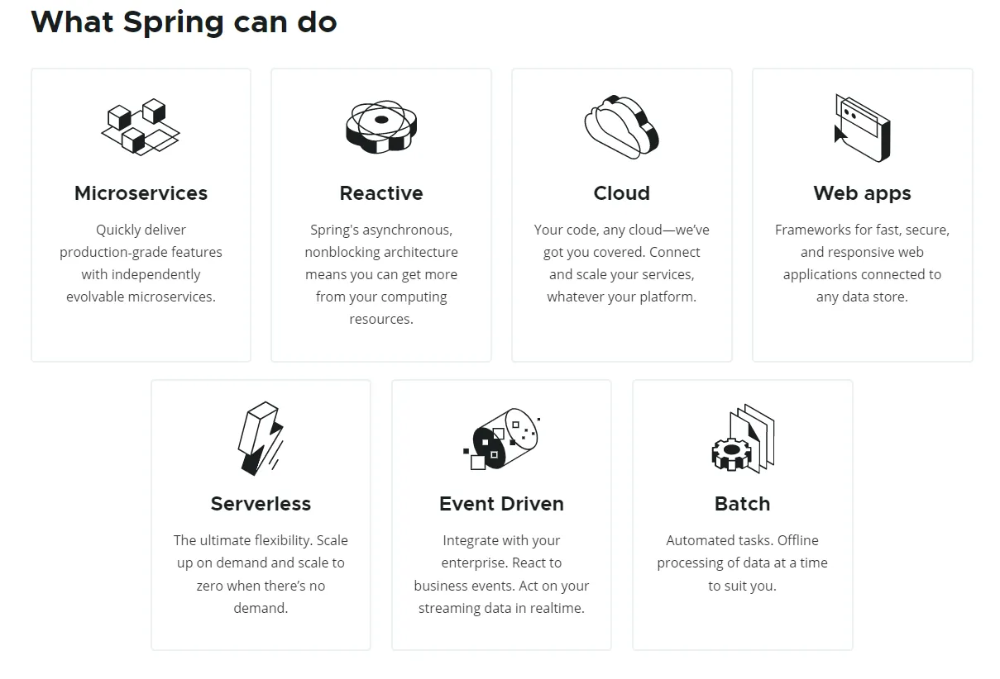 What Spring can do
Microservices
Quickly deliver
production-grade features
with independently
evolvable microservices.
Reactive
Spring's asynchronous,
nonblocking architecture
means you can get more
from your computing
resources.
Cloud
Your code, any cloud—we’ve
got you covered. Connect
and scale your services,
whatever your platform.
Web apps
Frameworks for fast, secure,
and responsive web
applications connected to
any data store.
Serverless
The ultimate flexibility. Scale
up on demand and scale to
zero when there’s no
demand.
Event Driven
Integrate with your
enterprise. React to
business events. Act on your
streaming data in realtime.
Batch
Automated tasks. Offline
processing of data at a time
to suit you.